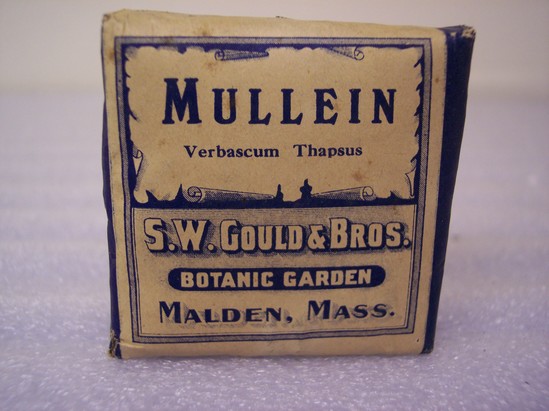 MULLEIN
Verbascum Thapsus
S.W. GOULD & BROS.
BOTANIC GARDEN
MALDEN, MASS.